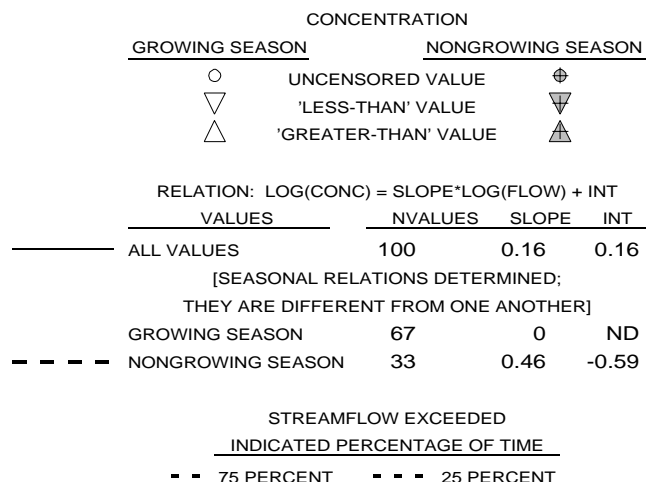 CONCENTRATION
GROWING SEASON NONGROWING SEASON
UNCENSORED VALUE
'LESS-THAN' VALUE
'GREATER-THAN' VALUE
RELATION: LOG(CONC) = SLOPE*LOG(FLOW) + INT
VALUES NVALUES SLOPE INT
ALL VALUES 100 0.16 0.16
[SEASONAL RELATIONS DETERMINED;
THEY ARE DIFFERENT FROM ONE ANOTHER]
GROWING SEASON 67 0 ND
NONGROWING SEASON 33 0.46 -0.59
STREAMFLOW EXCEEDED
INDICATED PERCENTAGE OF TIME
75 PERCENT 25 PERCENT